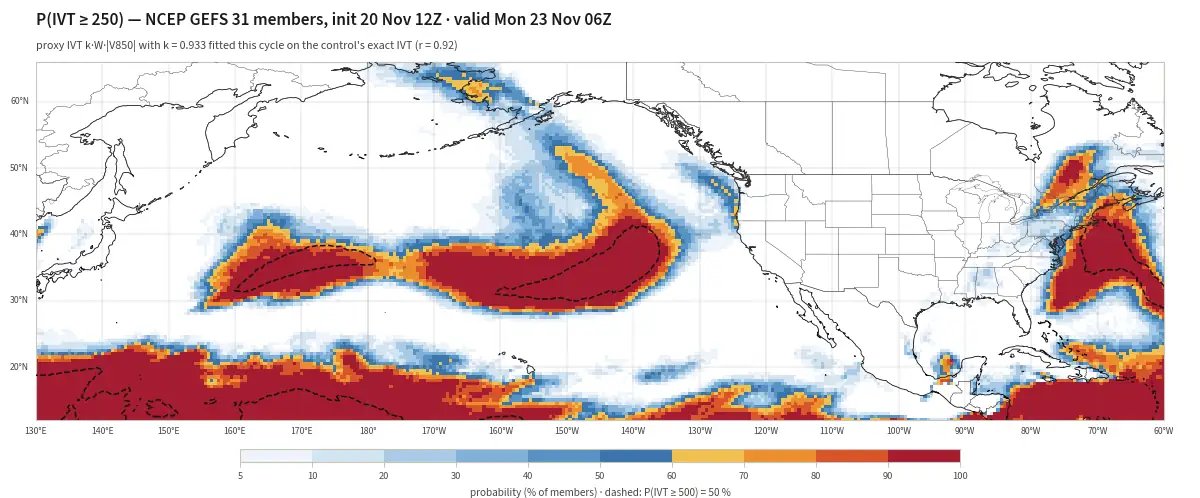 P(IVT ≥ 250) — NCEP GEFS 31 members, init 20 Nov 12Z · valid Mon 23 Nov 06Z
proxy IVT k·W·|V850| with k = 0.933 fitted this cycle on the control's exact IVT (r = 0.92)
60°N
50°N
40°N
30°N
20°N
130°E 140°E 150°E 160°E 170°E 180° 170°W 160°W 150°W 140°W 130°W 120°W 110°W 100°W 90°W 80°W 70°W 60°W
5 10 20 30 40 50 60 70 80 90 100
probability (% of members) · dashed: P(IVT ≥ 500) = 50 %